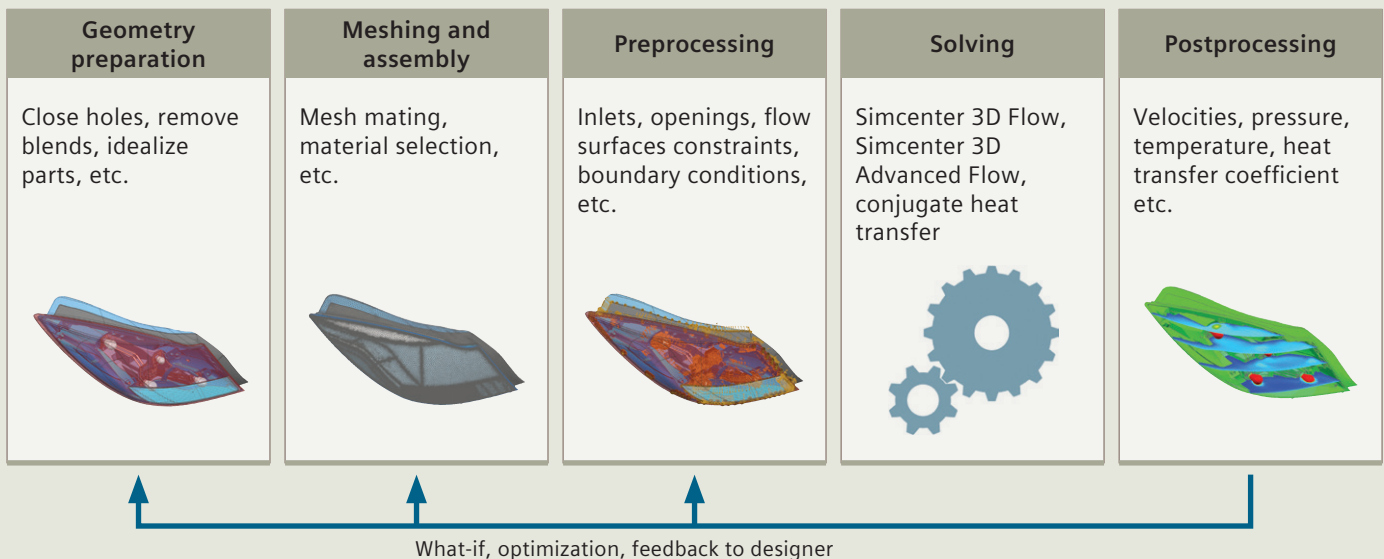 Geometry
preparation
Close holes, remove
blends, idealize
parts, etc.
Meshing and
assembly
Mesh mating,
material selection,
etc.
Preprocessing
Inlets, openings, flow
surfaces constraints,
boundary conditions,
etc.
Solving
Simcenter 3D Flow,
Simcenter 3D
Advanced Flow,
conjugate heat
transfer
Postprocessing
Velocities, pressure,
temperature, heat
transfer coefficient
etc.
What-if, optimization, feedback to designer